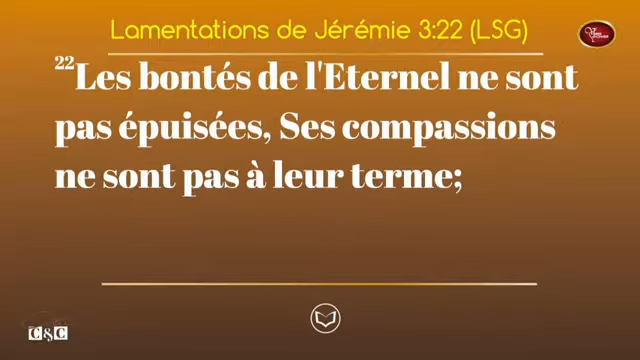 Lamentations de Jérémie 3:22 (LSG)
22Les bontés de l'Eternel ne sont
pas épuisées, Ses compassions
ne sont pas à leur terme;
C&C